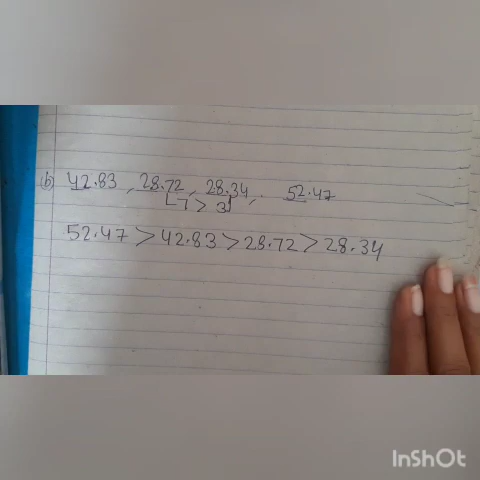 (b) 42.83, 28.72, 28.34, 52.47
[7 > 3]
52.47 > 42.83 > 28.72 > 28.34
InShOt